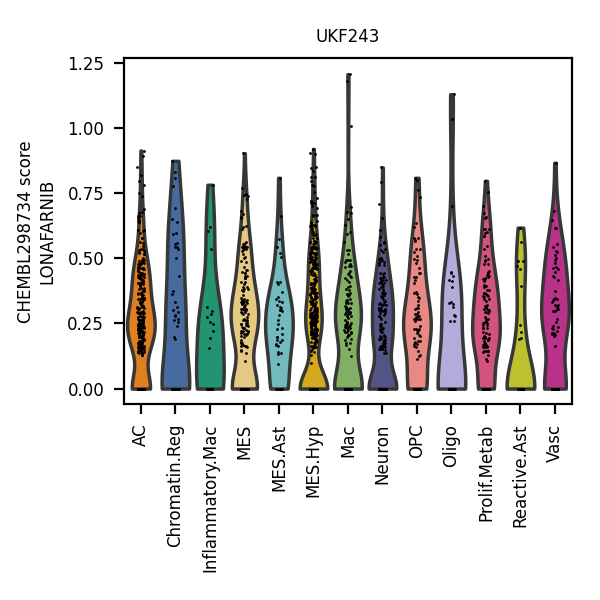 UKF243
CHEMBL298734 score
LONAFARNIB
1.25
1.00
0.75
0.50
0.25
0.00
AC
Chromatin.Reg
Inflammatory.Mac
MES
MES.Ast
MES.Hyp
Mac
Neuron
OPC
Oligo
Prolif.Metab
Reactive.Ast
Vasc